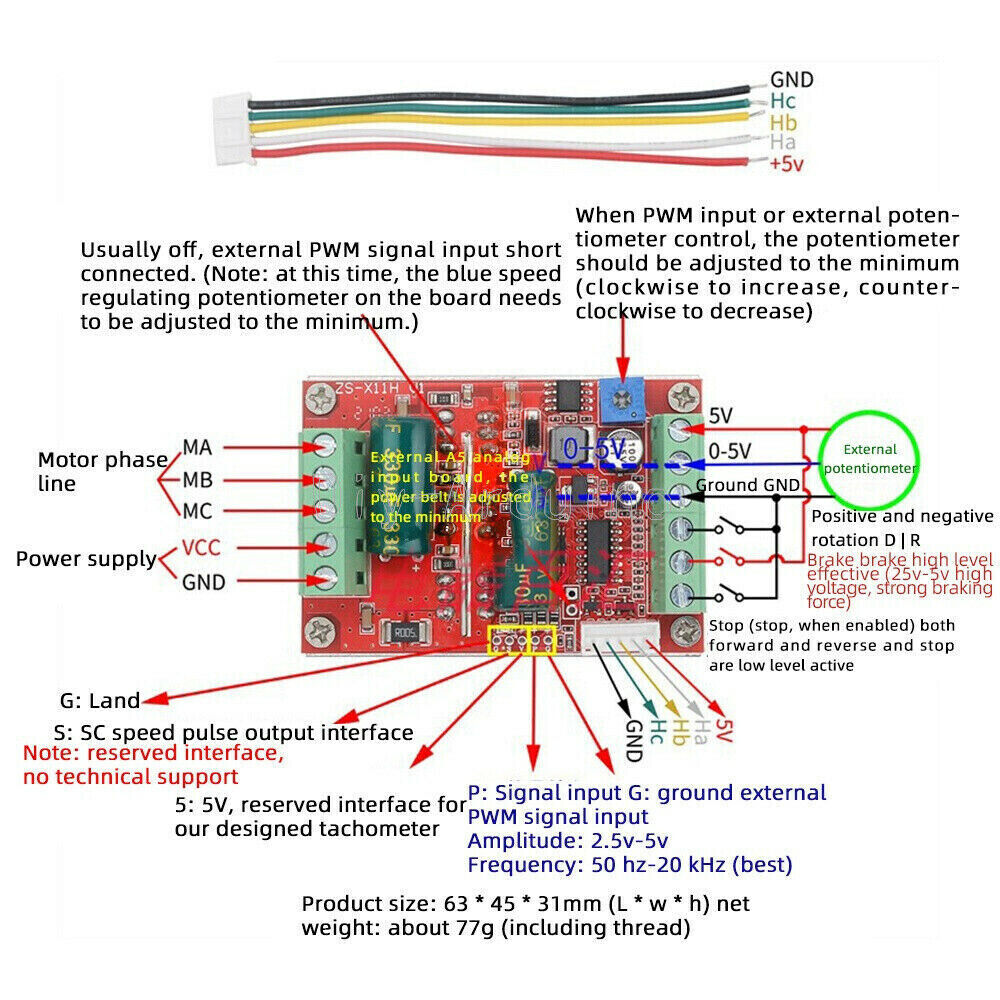 GND
Hc
Hb
Ha
+5v
When PWM input or external poten-
tiometer control, the potentiometer
should be adjusted to the minimum
(clockwise to increase, counter-
clockwise to decrease)
Usually off, external PWM signal input short
connected. (Note: at this time, the blue speed
regulating potentiometer on the board needs
to be adjusted to the minimum.)
ZS-X11H V1
Motor phase
line
MA
MB
MC
Power supply
VCC
GND
External A5 analog
input board, the
power belt is adjusted
to the minimum
0-5V
5V
0-5V
Ground GND
External
potentiometer
Positive and negative
rotation D | R
Brake brake high level
effective (25v-5v high
voltage, strong braking
force)
Stop (stop, when enabled) both
forward and reverse and stop
are low level active
R005
GND
Hc
Hb
Ha
5V
G: Land
S: SC speed pulse output interface
Note: reserved interface,
no technical support
5: 5V, reserved interface for
our designed tachometer
P: Signal input G: ground external
PWM signal input
Amplitude: 2.5v-5v
Frequency: 50 hz-20 kHz (best)
Product size: 63 * 45 * 31mm (L * w * h) net
weight: about 77g (including thread)